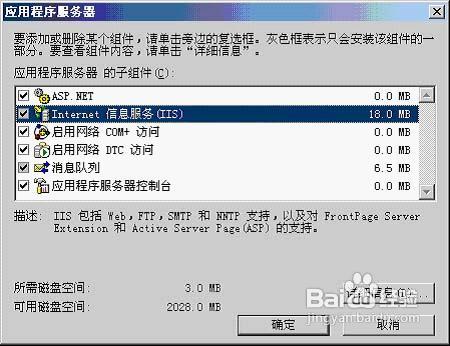 应用程序服务器
要添加或删除某个组件，请单击旁边的复选框。灰色框表示只会安装该组件的一
部分。要查看组件内容，请单击“详细信息”。
应用程序服务器 的子组件(C):
ASP.NET 0.0 MB
Internet 信息服务(IIS) 18.0 MB
启用网络 COM+ 访问 0.0 MB
启用网络 DTC 访问 0.0 MB
消息队列 6.5 MB
应用程序服务器控制台 0.0 MB
描述: IIS 包括 Web，FTP，SMTP 和 NNTP 支持，以及对 FrontPage Server
Extension 和 Active Server Page(ASP) 的支持。
所需磁盘空间: 3.0 MB
可用磁盘空间: 2028.0 MB
详细信息
Baidu 经验
jingyan.baidu.com
确定
取消